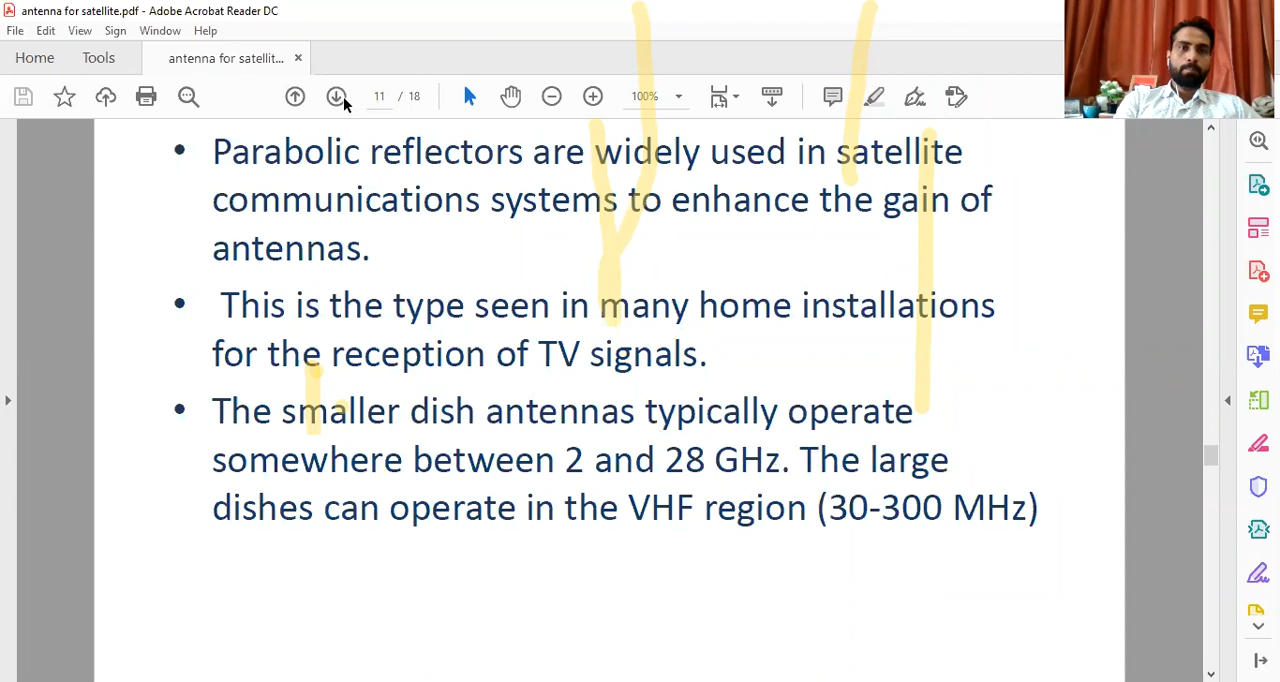 antenna for satellite.pdf - Adobe Acrobat Reader DC
File Edit View Sign Window Help
Home Tools antenna for satellit... ×
11 / 18 100%
• Parabolic reflectors are widely used in satellite
communications systems to enhance the gain of
antennas.
• This is the type seen in many home installations
for the reception of TV signals.
• The smaller dish antennas typically operate
somewhere between 2 and 28 GHz. The large
dishes can operate in the VHF region (30-300 MHz)